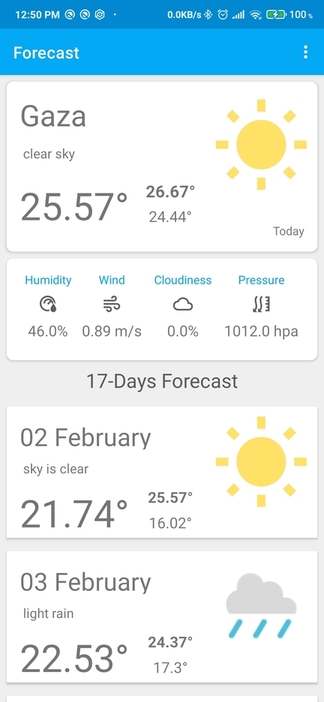 12:50 PM 0.0KB/s 100%
Forecast
Gaza
clear sky
25.57° 26.67°
24.44°
Today
Humidity Wind Cloudiness Pressure
46.0% 0.89 m/s 0.0% 1012.0 hpa
17-Days Forecast
02 February
sky is clear
21.74° 25.57°
16.02°
03 February
light rain
22.53° 24.37°
17.3°